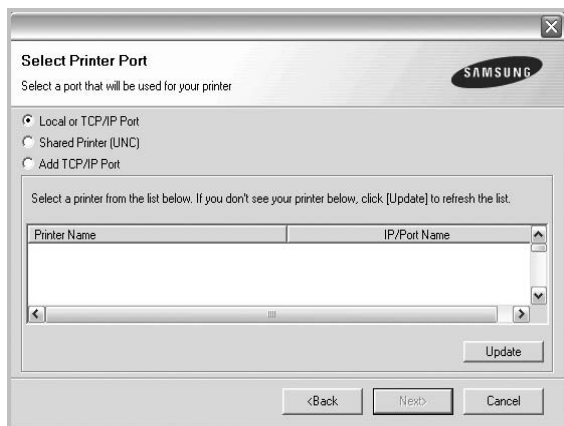 Select Printer Port
Select a port that will be used for your printer
SAMSUNG
Local or TCP/IP Port
Shared Printer (UNC)
Add TCP/IP Port
Select a printer from the list below. If you don't see your printer below, click [Update] to refresh the list.
Printer Name IP/Port Name
Update
<Back Next> Cancel